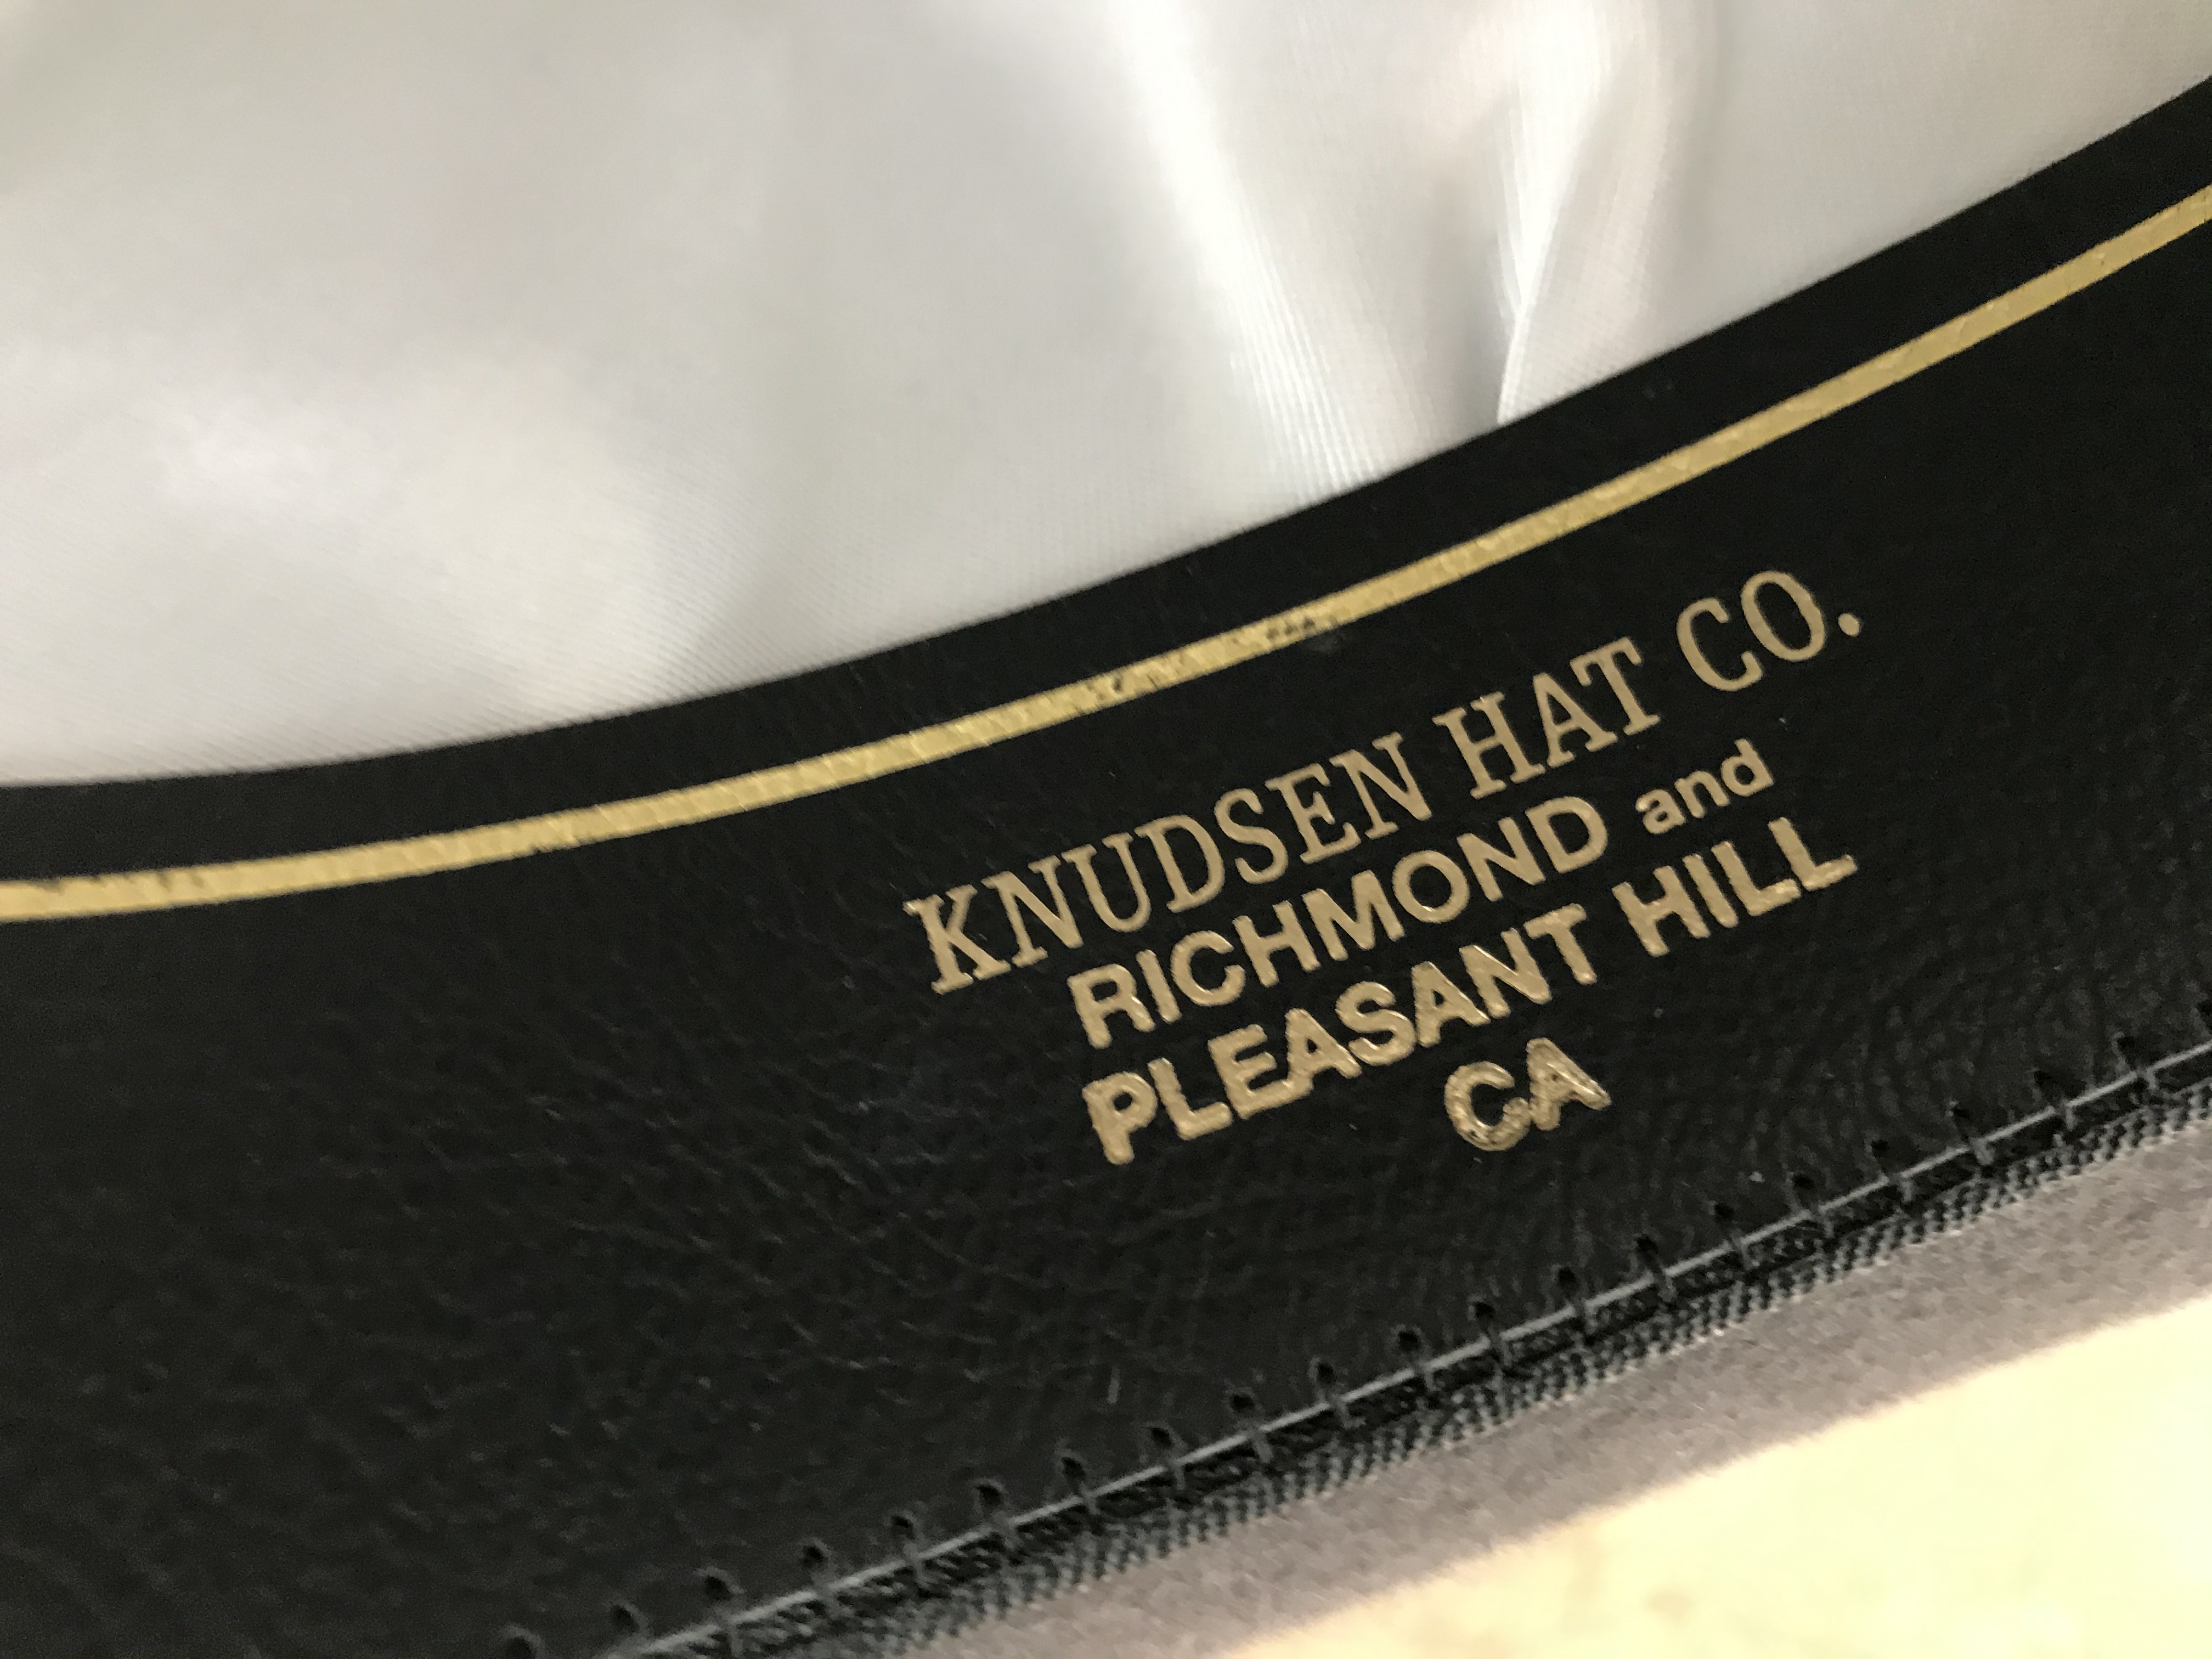 KNUDSEN HAT CO.
RICHMOND and
PLEASANT HILL
CA